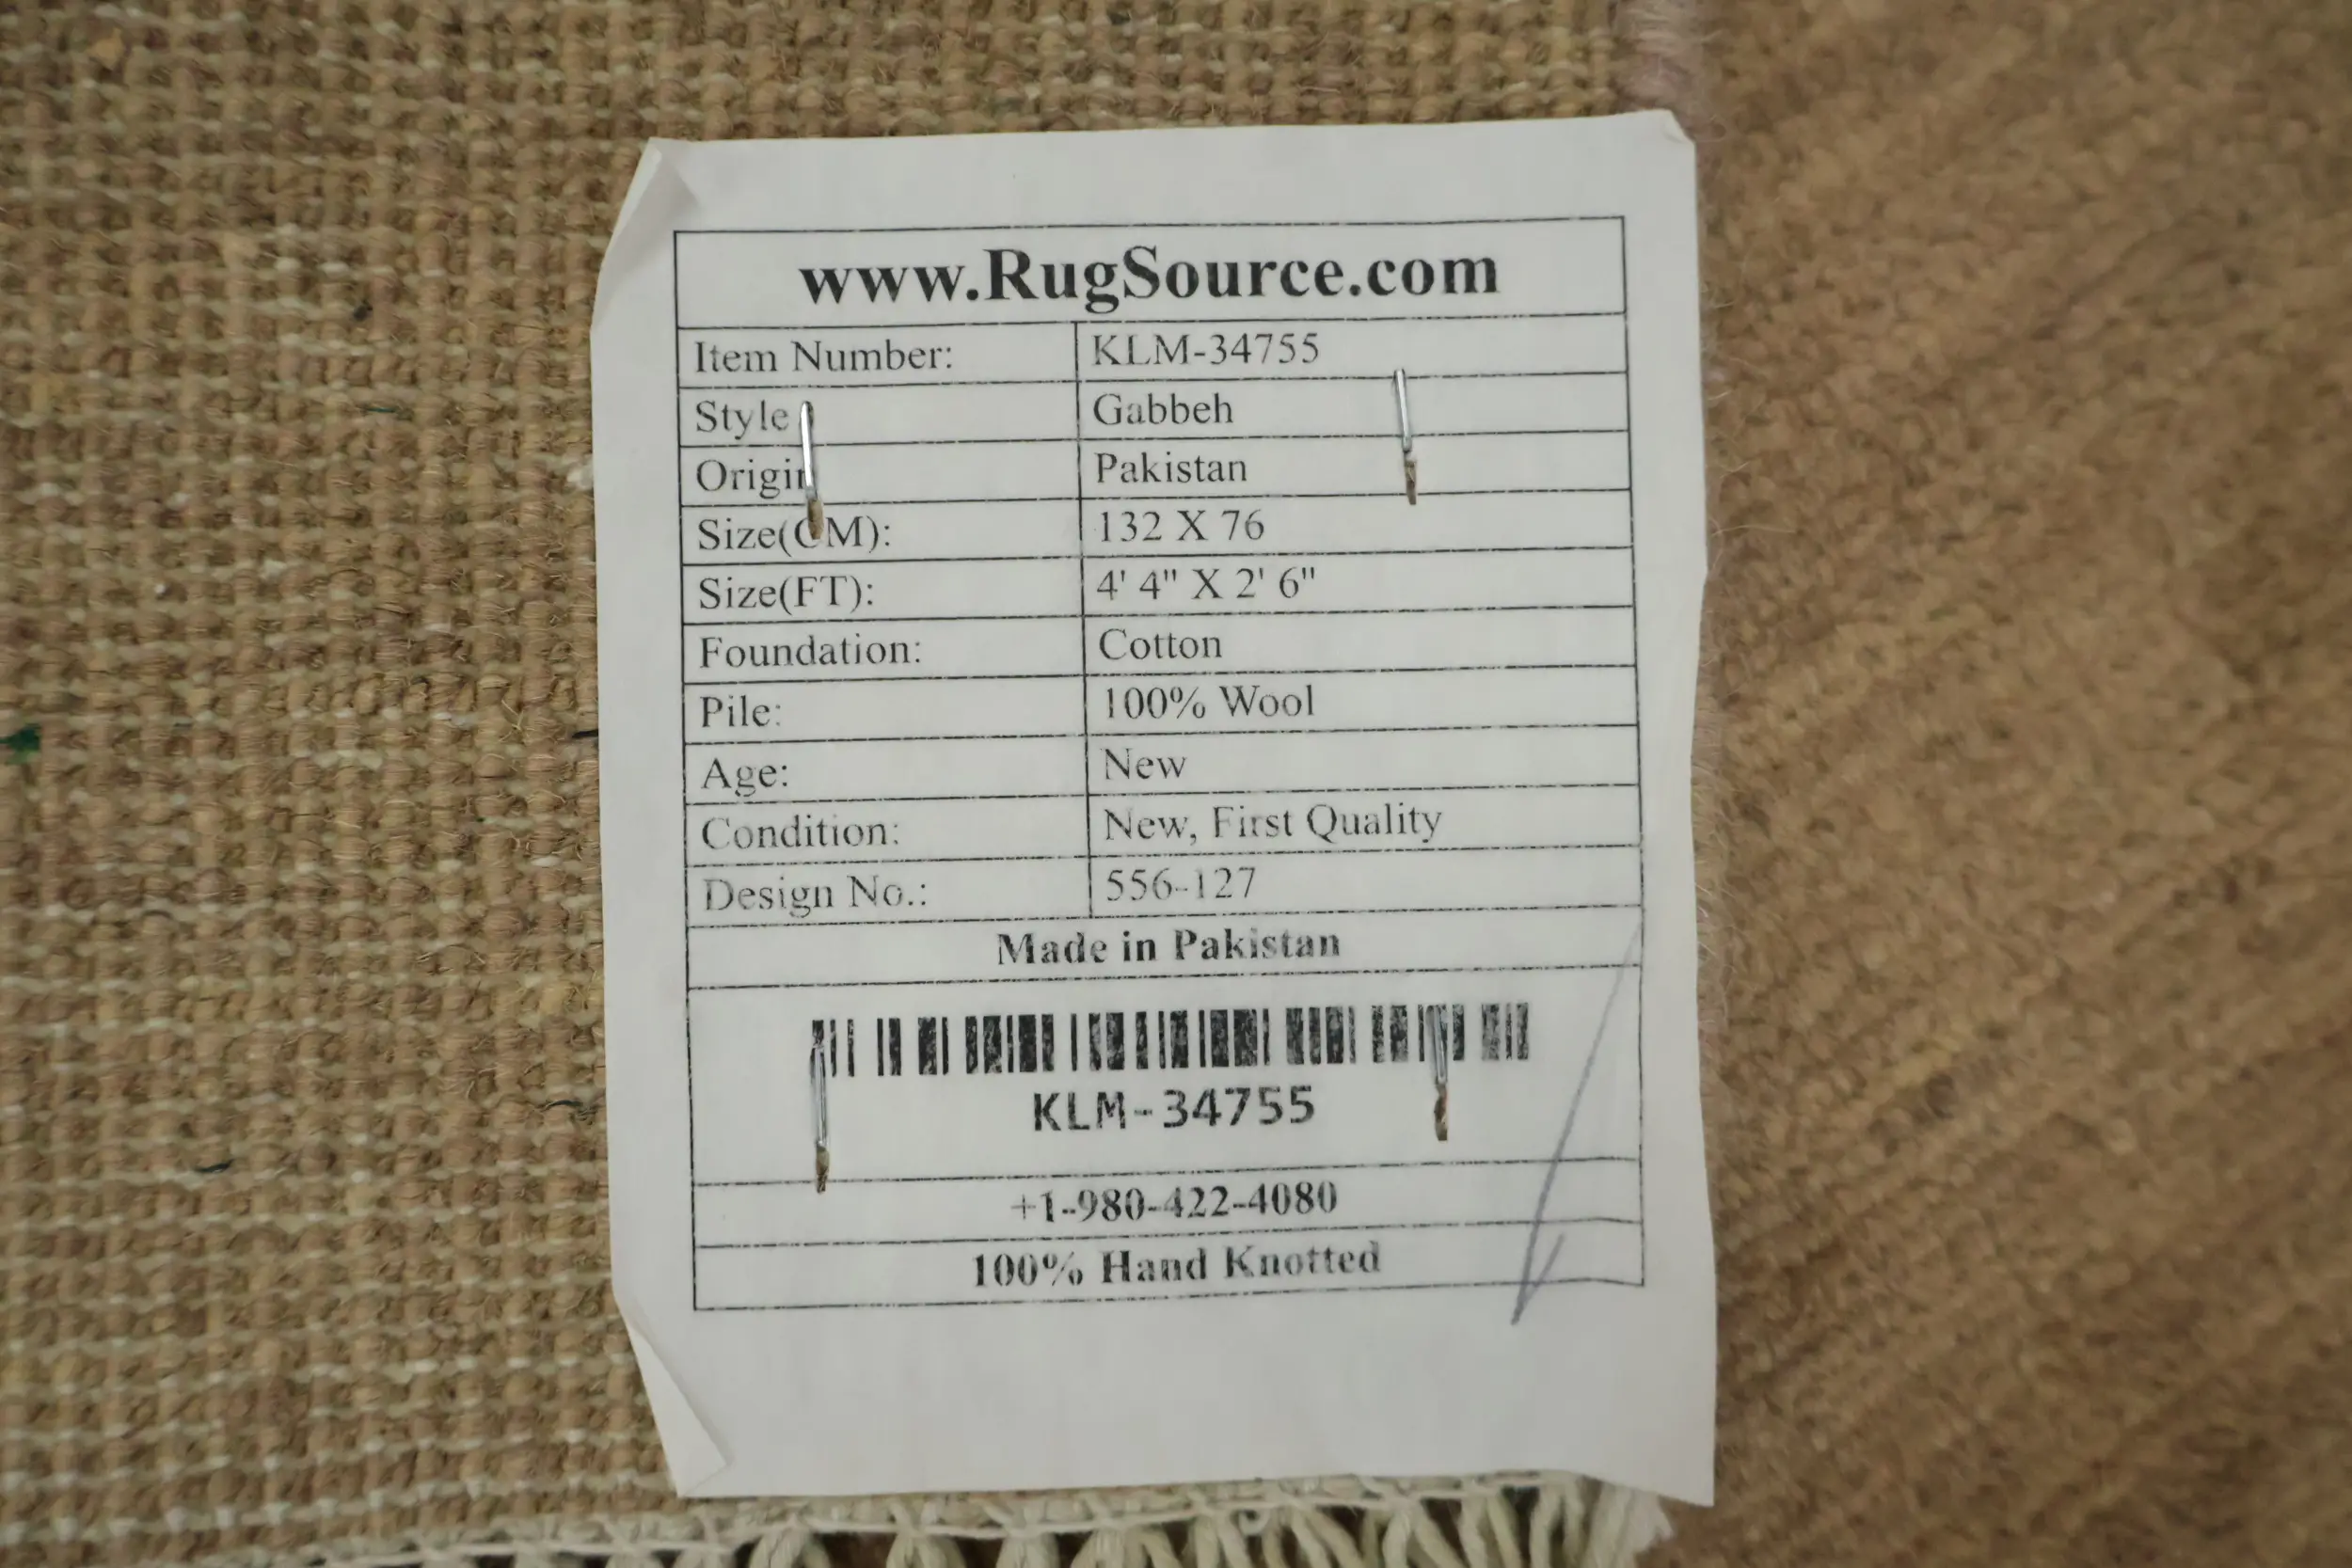 www.RugSource.com
Item Number: KLM-34755
Style Gabbeh
Origin Pakistan
Size(CM): 132 X 76
Size(FT): 4' 4" X 2' 6"
Foundation: Cotton
Pile: 100% Wool
Age: New
Condition: New, First Quality
Design No.: 556-127
Made in Pakistan
KLM-34755
+1-980-422-4080
100% Hand Knotted